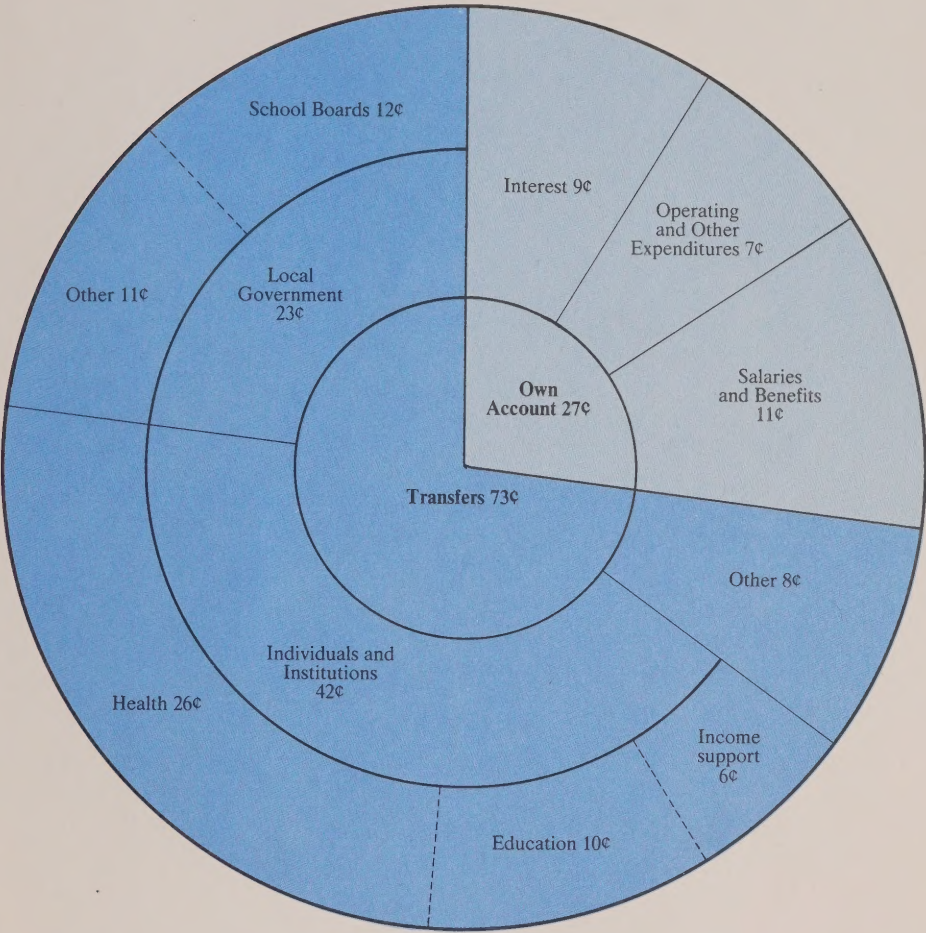 School Boards 12¢
Interest 9¢
Operating
and Other
Expenditures 7¢
Other 11¢
Local
Government
23¢
Own
Account 27¢
Salaries
and Benefits
11¢
Transfers 73¢
Other 8¢
Individuals and
Institutions
42¢
Health 26¢
Income
support
6¢
Education 10¢